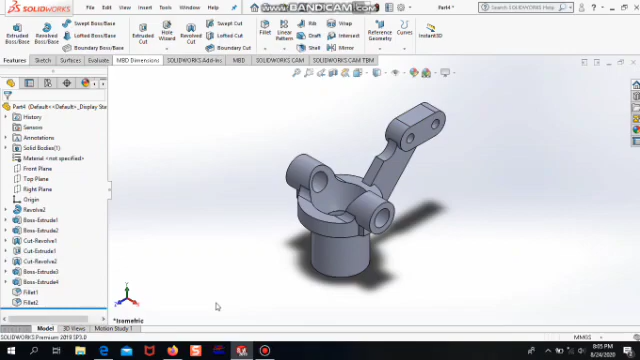 SOLIDWORKS File Edit View Insert Tools Window www.BANDICAM.com Part4 * Search SOLIDWORKS
Extruded Boss/Base Revolved Boss/Base Swept Boss/Base Extruded Cut Hole Wizard Revolved Cut Swept Cut Fillet Linear Pattern Rib Wrap Reference Geometry Curves Instant3D
Lofted Boss/Base Lofted Cut Draft Intersect
Boundary Boss/Base Boundary Cut Shell Mirror
Features Sketch Surfaces Evaluate MBD Dimensions SOLIDWORKS Add-Ins MBD SOLIDWORKS CAM SOLIDWORKS CAM TBM
Part4 (Default<<Default>_Display Sta
History
Sensors
Annotations
Solid Bodies(1)
Material <not specified>
Front Plane
Top Plane
Right Plane
Origin
Revolve2
Boss-Extrude1
Boss-Extrude2
Cut-Revolve1
Cut-Extrude1
Cut-Revolve2
Boss-Extrude3
Boss-Extrude4
Fillet1
Fillet2
*Isometric
Model 3D Views Motion Study 1
SOLIDWORKS Premium 2019 SP3.0 MMGS
8:05 PM
8/24/2020